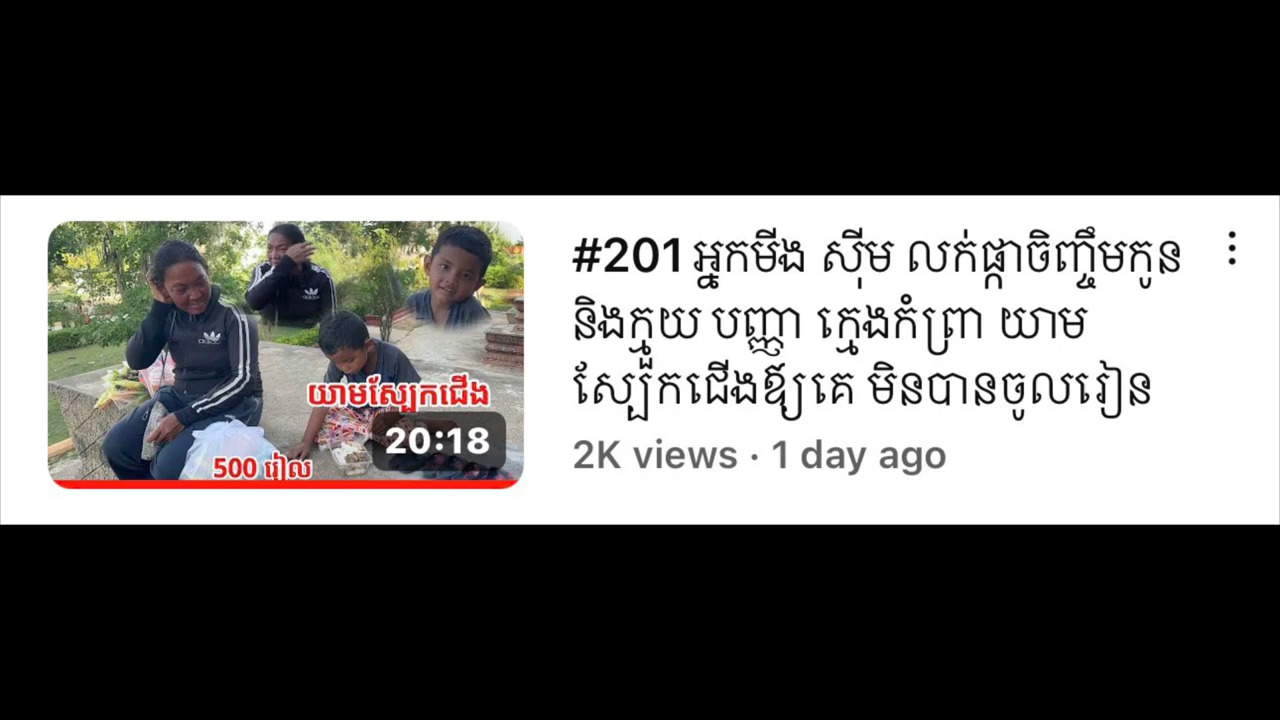 យាមស្បែកជើង
20:18
500 រៀល
#201 អ្នកមីង ស៊ីម លក់ផ្កាចិញ្ចឹមកូន
និងក្មួយ បញ្ញា ក្មេងកំព្រា យាម
ស្បែកជើងឱ្យគេ មិនបានចូលរៀន
2K views · 1 day ago